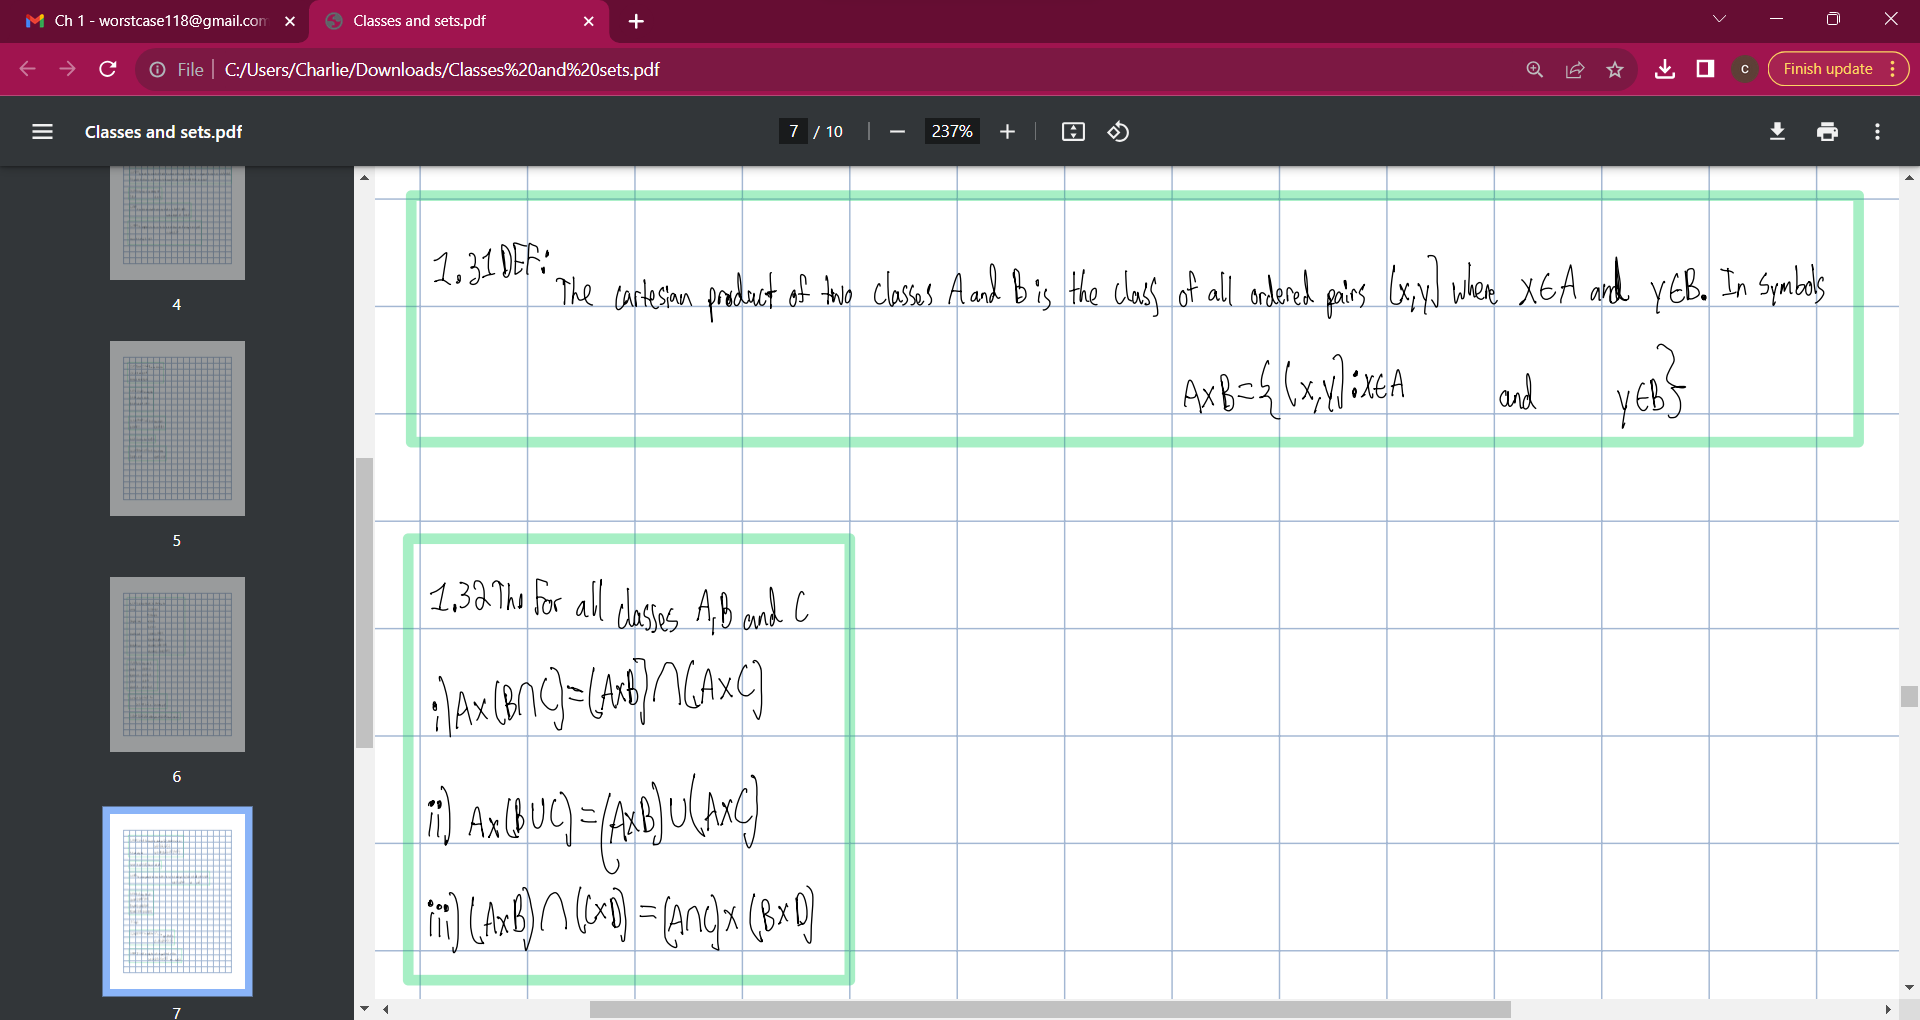 Ch 1 - worstcase118@gmail.com
Classes and sets.pdf
File
C:/Users/Charlie/Downloads/Classes%20and%20sets.pdf
C
Finish update
Classes and sets.pdf
7 / 10
237%
4
5
6
7
1.31 DEF: The cartesian product of two classes A and B is the class of all ordered pairs (x,y) where x∈A and y∈B. In Symbols
A×B={(x,y):x∈A and y∈B}
1.32 Th: For all classes A,B and C
i) A×(B∩C)=(A×B)∩(A×C)
ii) A×(B∪C)=(A×B)∪(A×C)
iii) (A×B)∩(C×D)=(A∩C)×(B×D)